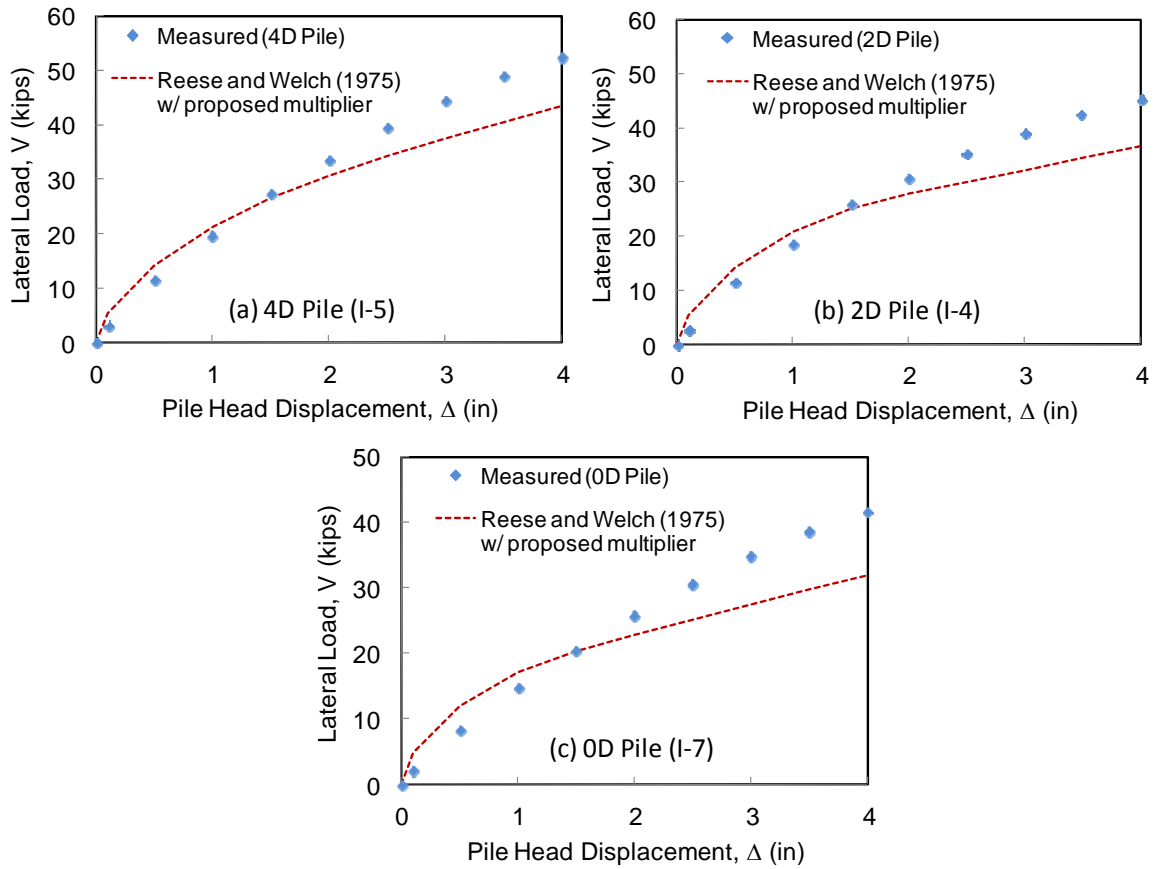 60
50
40
30
20
10
0
Lateral Load, V (kips)
Measured (4D Pile)
Reese and Welch (1975)
w/ proposed multiplier
(a) 4D Pile (I-5)
0 1 2 3 4
Pile Head Displacement, Δ (in)
60
50
40
30
20
10
0
Lateral Load, V (kips)
Measured (2D Pile)
Reese and Welch (1975)
w/ proposed multiplier
(b) 2D Pile (I-4)
0 1 2 3 4
Pile Head Displacement, Δ (in)
50
40
30
20
10
0
Lateral Load, V (kips)
Measured (0D Pile)
Reese and Welch (1975)
w/ proposed multiplier
(c) 0D Pile (I-7)
0 1 2 3 4
Pile Head Displacement, Δ (in)